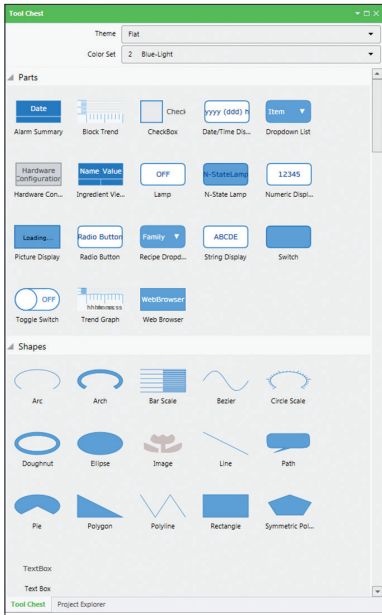 Tool Chest
Theme Flat
Color Set 2 Blue-Light
Parts
Date yyyy (ddd) h Item
Check
Alarm Summary Block Trend CheckBox Date/Time Dis... Dropdown List
Hardware
Configuration
Name Value OFF N-StateLamp 12345
Hardware Con... Ingredient Vie... Lamp N-State Lamp Numeric Displ...
Loading... Radio Button Family ABCDE
Picture Display Radio Button Recipe Dropd... String Display Switch
OFF WebBrowser
Toggle Switch Trend Graph Web Browser
Shapes
Arc Arch Bar Scale Bezier Circle Scale
Doughnut Ellipse Image Line Path
Pie Polygon Polyline Rectangle Symmetric Pol...
TextBox
Text Box
Tool Chest Project Explorer